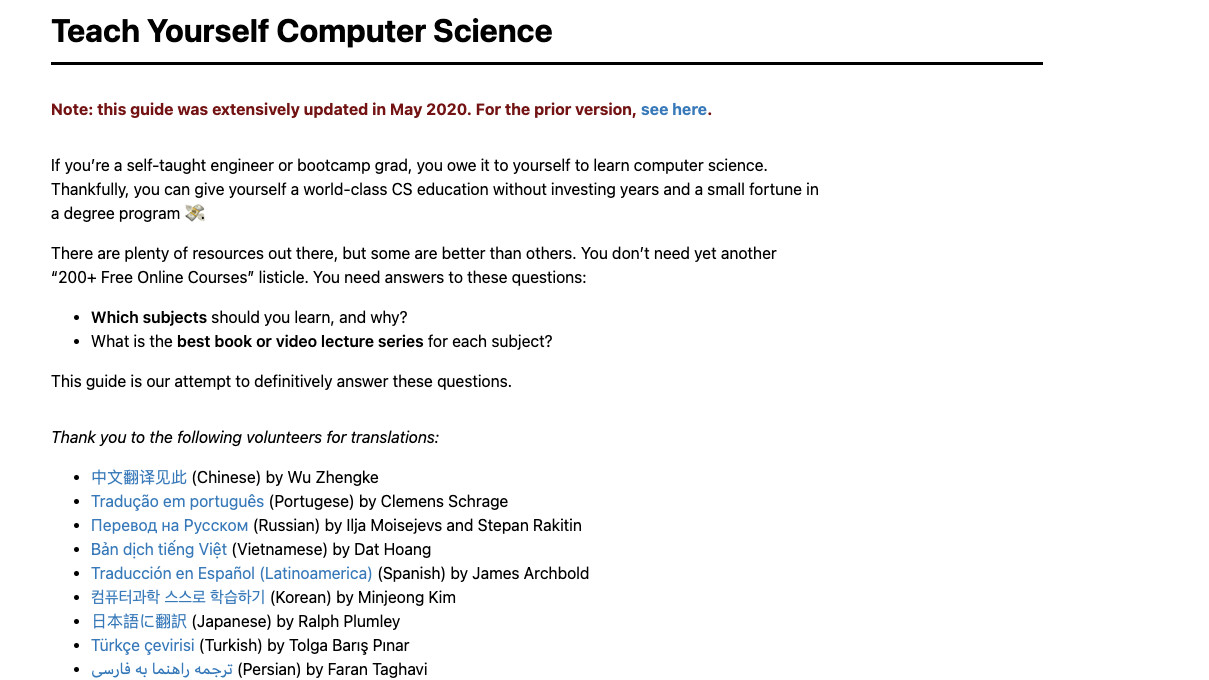 Teach Yourself Computer Science
Note: this guide was extensively updated in May 2020. For the prior version, see here.
If you’re a self-taught engineer or bootcamp grad, you owe it to yourself to learn computer science.
Thankfully, you can give yourself a world-class CS education without investing years and a small fortune in
a degree program 💸.
There are plenty of resources out there, but some are better than others. You don’t need yet another
“200+ Free Online Courses” listicle. You need answers to these questions:
• Which subjects should you learn, and why?
• What is the best book or video lecture series for each subject?
This guide is our attempt to definitively answer these questions.
Thank you to the following volunteers for translations:
• 中文翻译见此 (Chinese) by Wu Zhengke
• Tradução em português (Portugese) by Clemens Schrage
• Перевод на Русском (Russian) by Ilja Moisejevs and Stepan Rakitin
• Bản dịch tiếng Việt (Vietnamese) by Dat Hoang
• Traducción en Español (Latinoamerica) (Spanish) by James Archbold
• 컴퓨터과학 스스로 학습하기 (Korean) by Minjeong Kim
• 日本語に翻訳 (Japanese) by Ralph Plumley
• Türkçe çevirisi (Turkish) by Tolga Barış Pınar
• ترجمه راهنما به فارسی (Persian) by Faran Taghavi